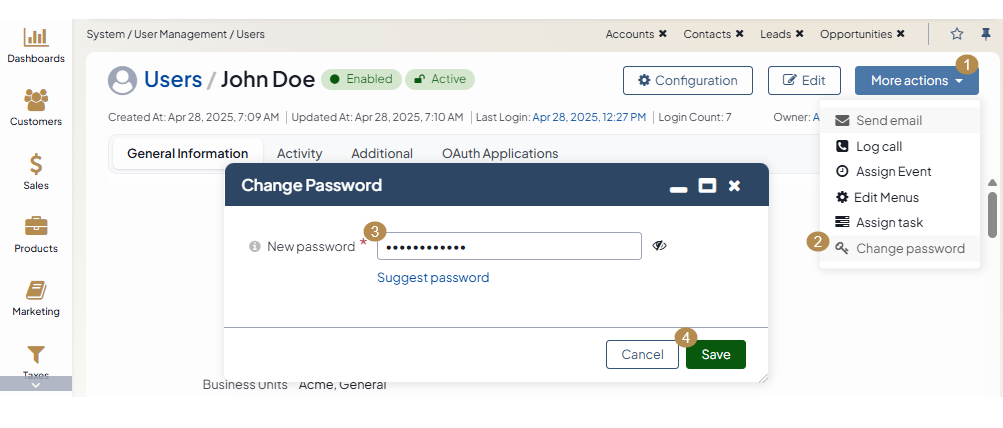 System / User Management / Users
Accounts ✖ Contacts ✖ Leads ✖ Opportunities ✖
Dashboards
Customers
Sales
Products
Marketing
Taxes
Users / John Doe Enabled Active
Configuration Edit More actions 1
Created At: Apr 28, 2025, 7:09 AM Updated At: Apr 28, 2025, 7:10 AM Last Login: Apr 28, 2025, 12:27 PM Login Count: 7 Owner: A
General Information Activity Additional OAuth Applications
Send email
Log call
Assign Event
Edit Menus
Assign task
2 Change password
Change Password
3
New password * ••••••••••••
Suggest password
4
Cancel Save
Business Units Acme, General